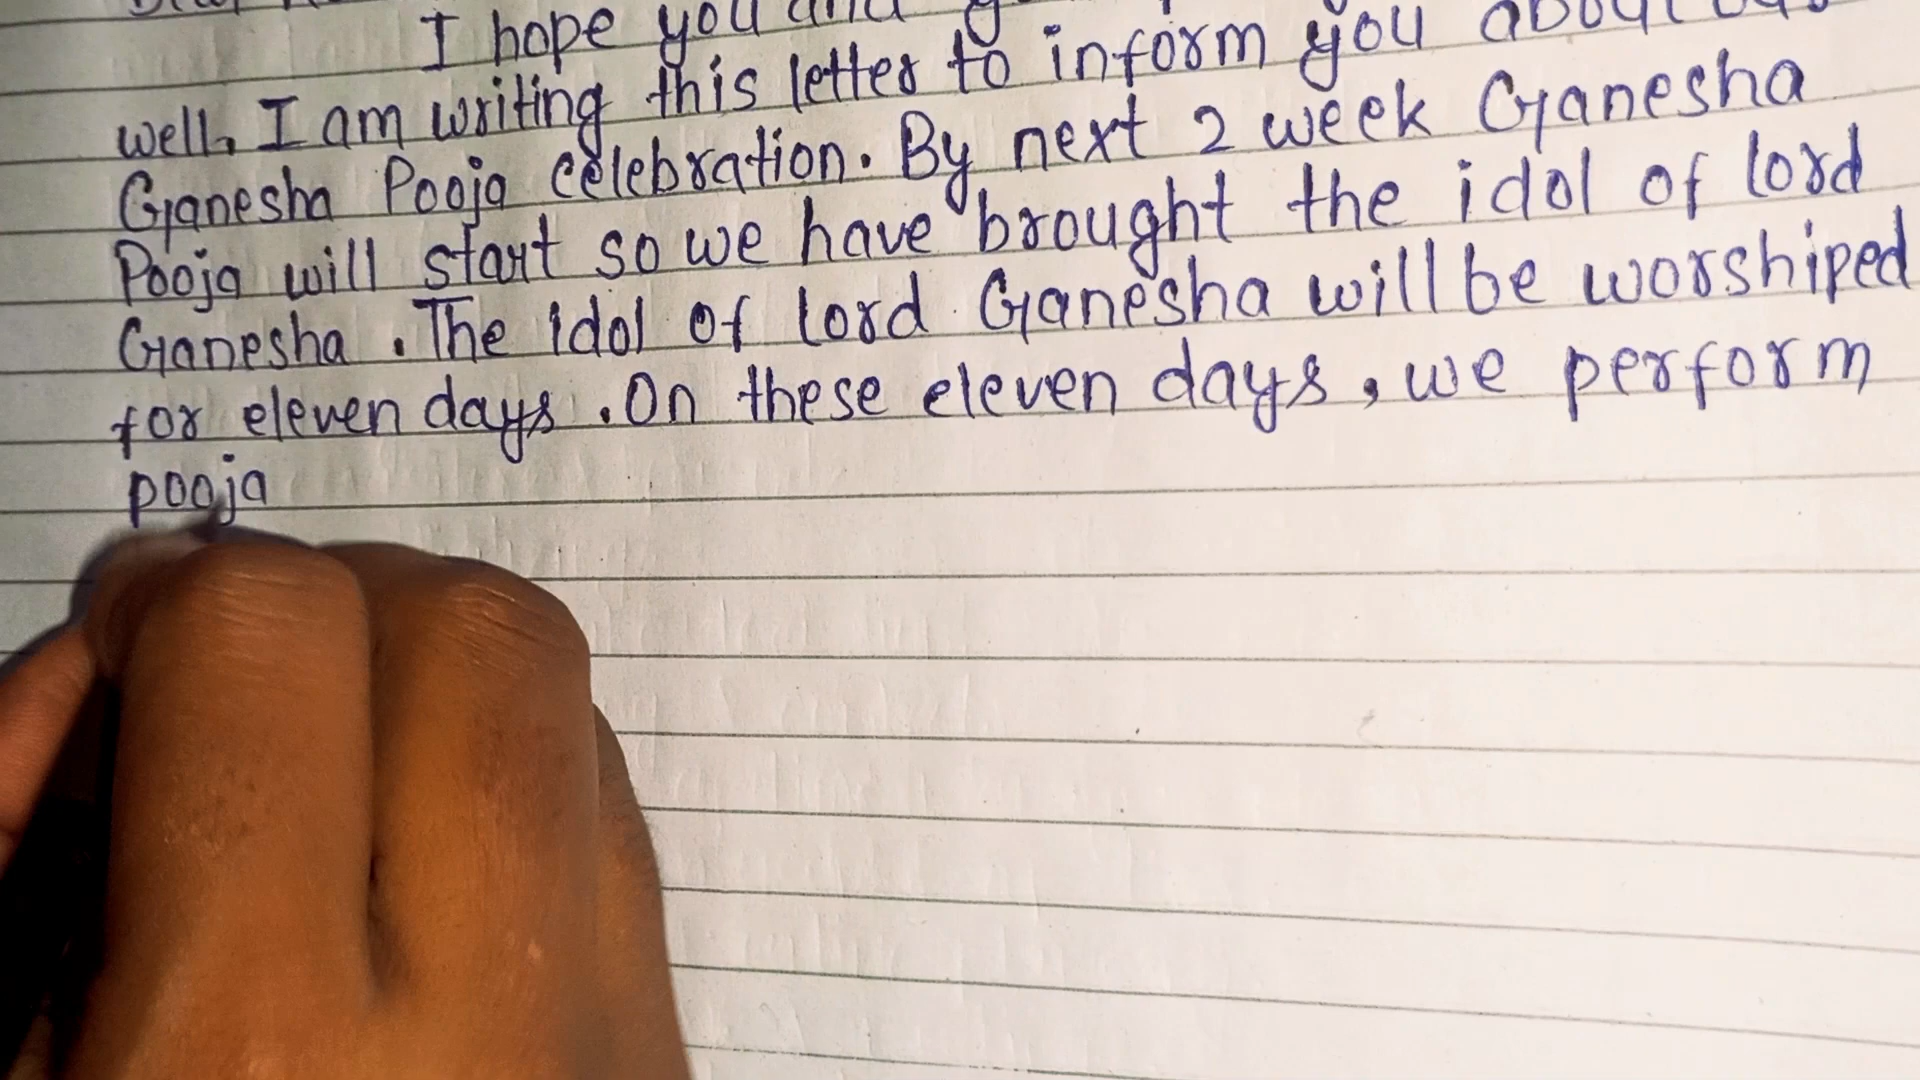 I hope you and
well, I am writing this letter to inform you about
Ganesha Pooja celebration. By next 2 week Ganesha
Pooja will start so we have brought the idol of lord
Ganesha . The idol of lord Ganesha will be worshiped
for eleven days . On these eleven days , we perform
pooja